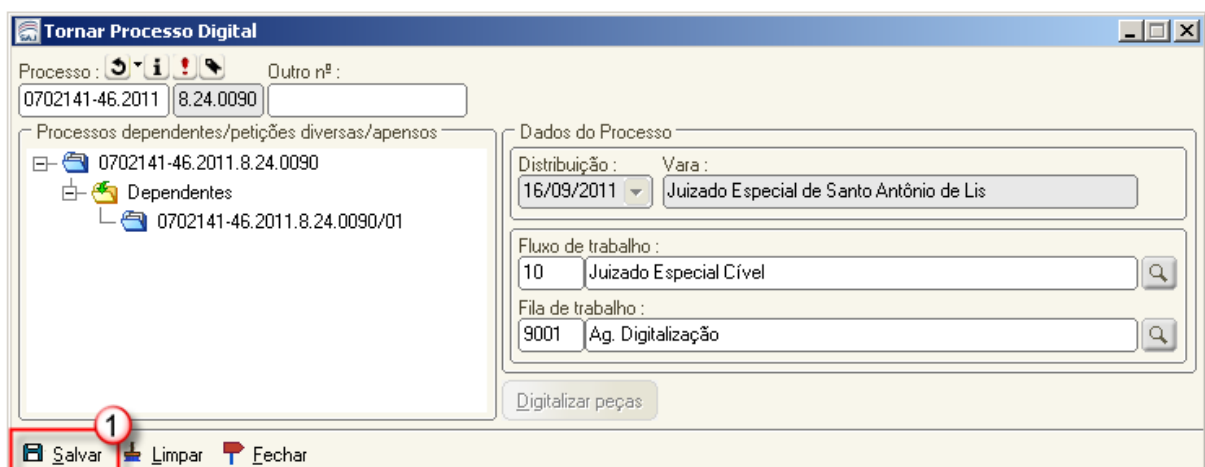 Tornar Processo Digital
Processo : Outro nº :
0702141-46.2011 8.24.0090
Processos dependentes/petições diversas/apensos
0702141-46.2011.8.24.0090
Dependentes
0702141-46.2011.8.24.0090/01
Dados do Processo
Distribuição : Vara :
16/09/2011 Juizado Especial de Santo Antônio de Lis
Fluxo de trabalho :
10 Juizado Especial Cível
Fila de trabalho :
9001 Ag. Digitalização
Digitalizar peças
1
Salvar Limpar Fechar